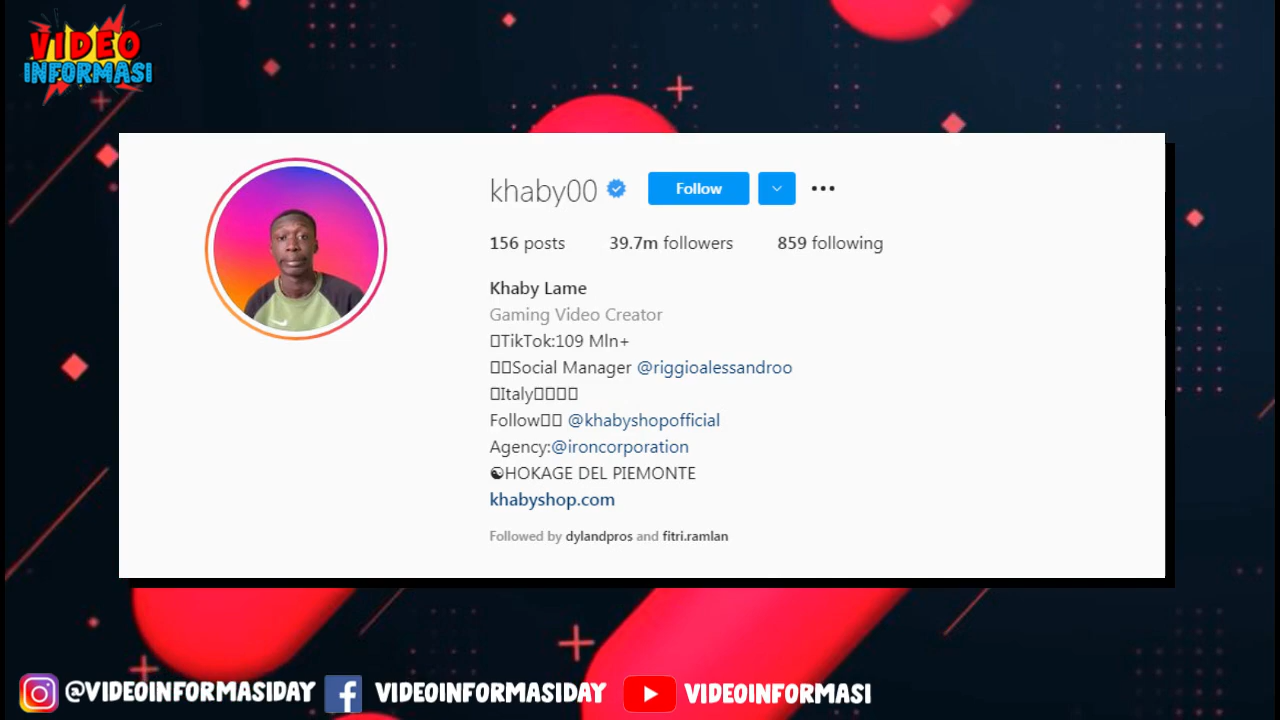 VIDEO
INFORMASI
khaby00
Follow
156 posts 39.7m followers 859 following
Khaby Lame
Gaming Video Creator
▯TikTok:109 Mln+
▯▯Social Manager @riggioalessandroo
▯Italy▯▯▯▯
Follow▯▯ @khabyshopofficial
Agency:@ironcorporation
☯HOKAGE DEL PIEMONTE
khabyshop.com
Followed by dylandpros and fitri.ramlan
@VIDEOINFORMASIDAY VIDEOINFORMASIDAY VIDEOINFORMASI